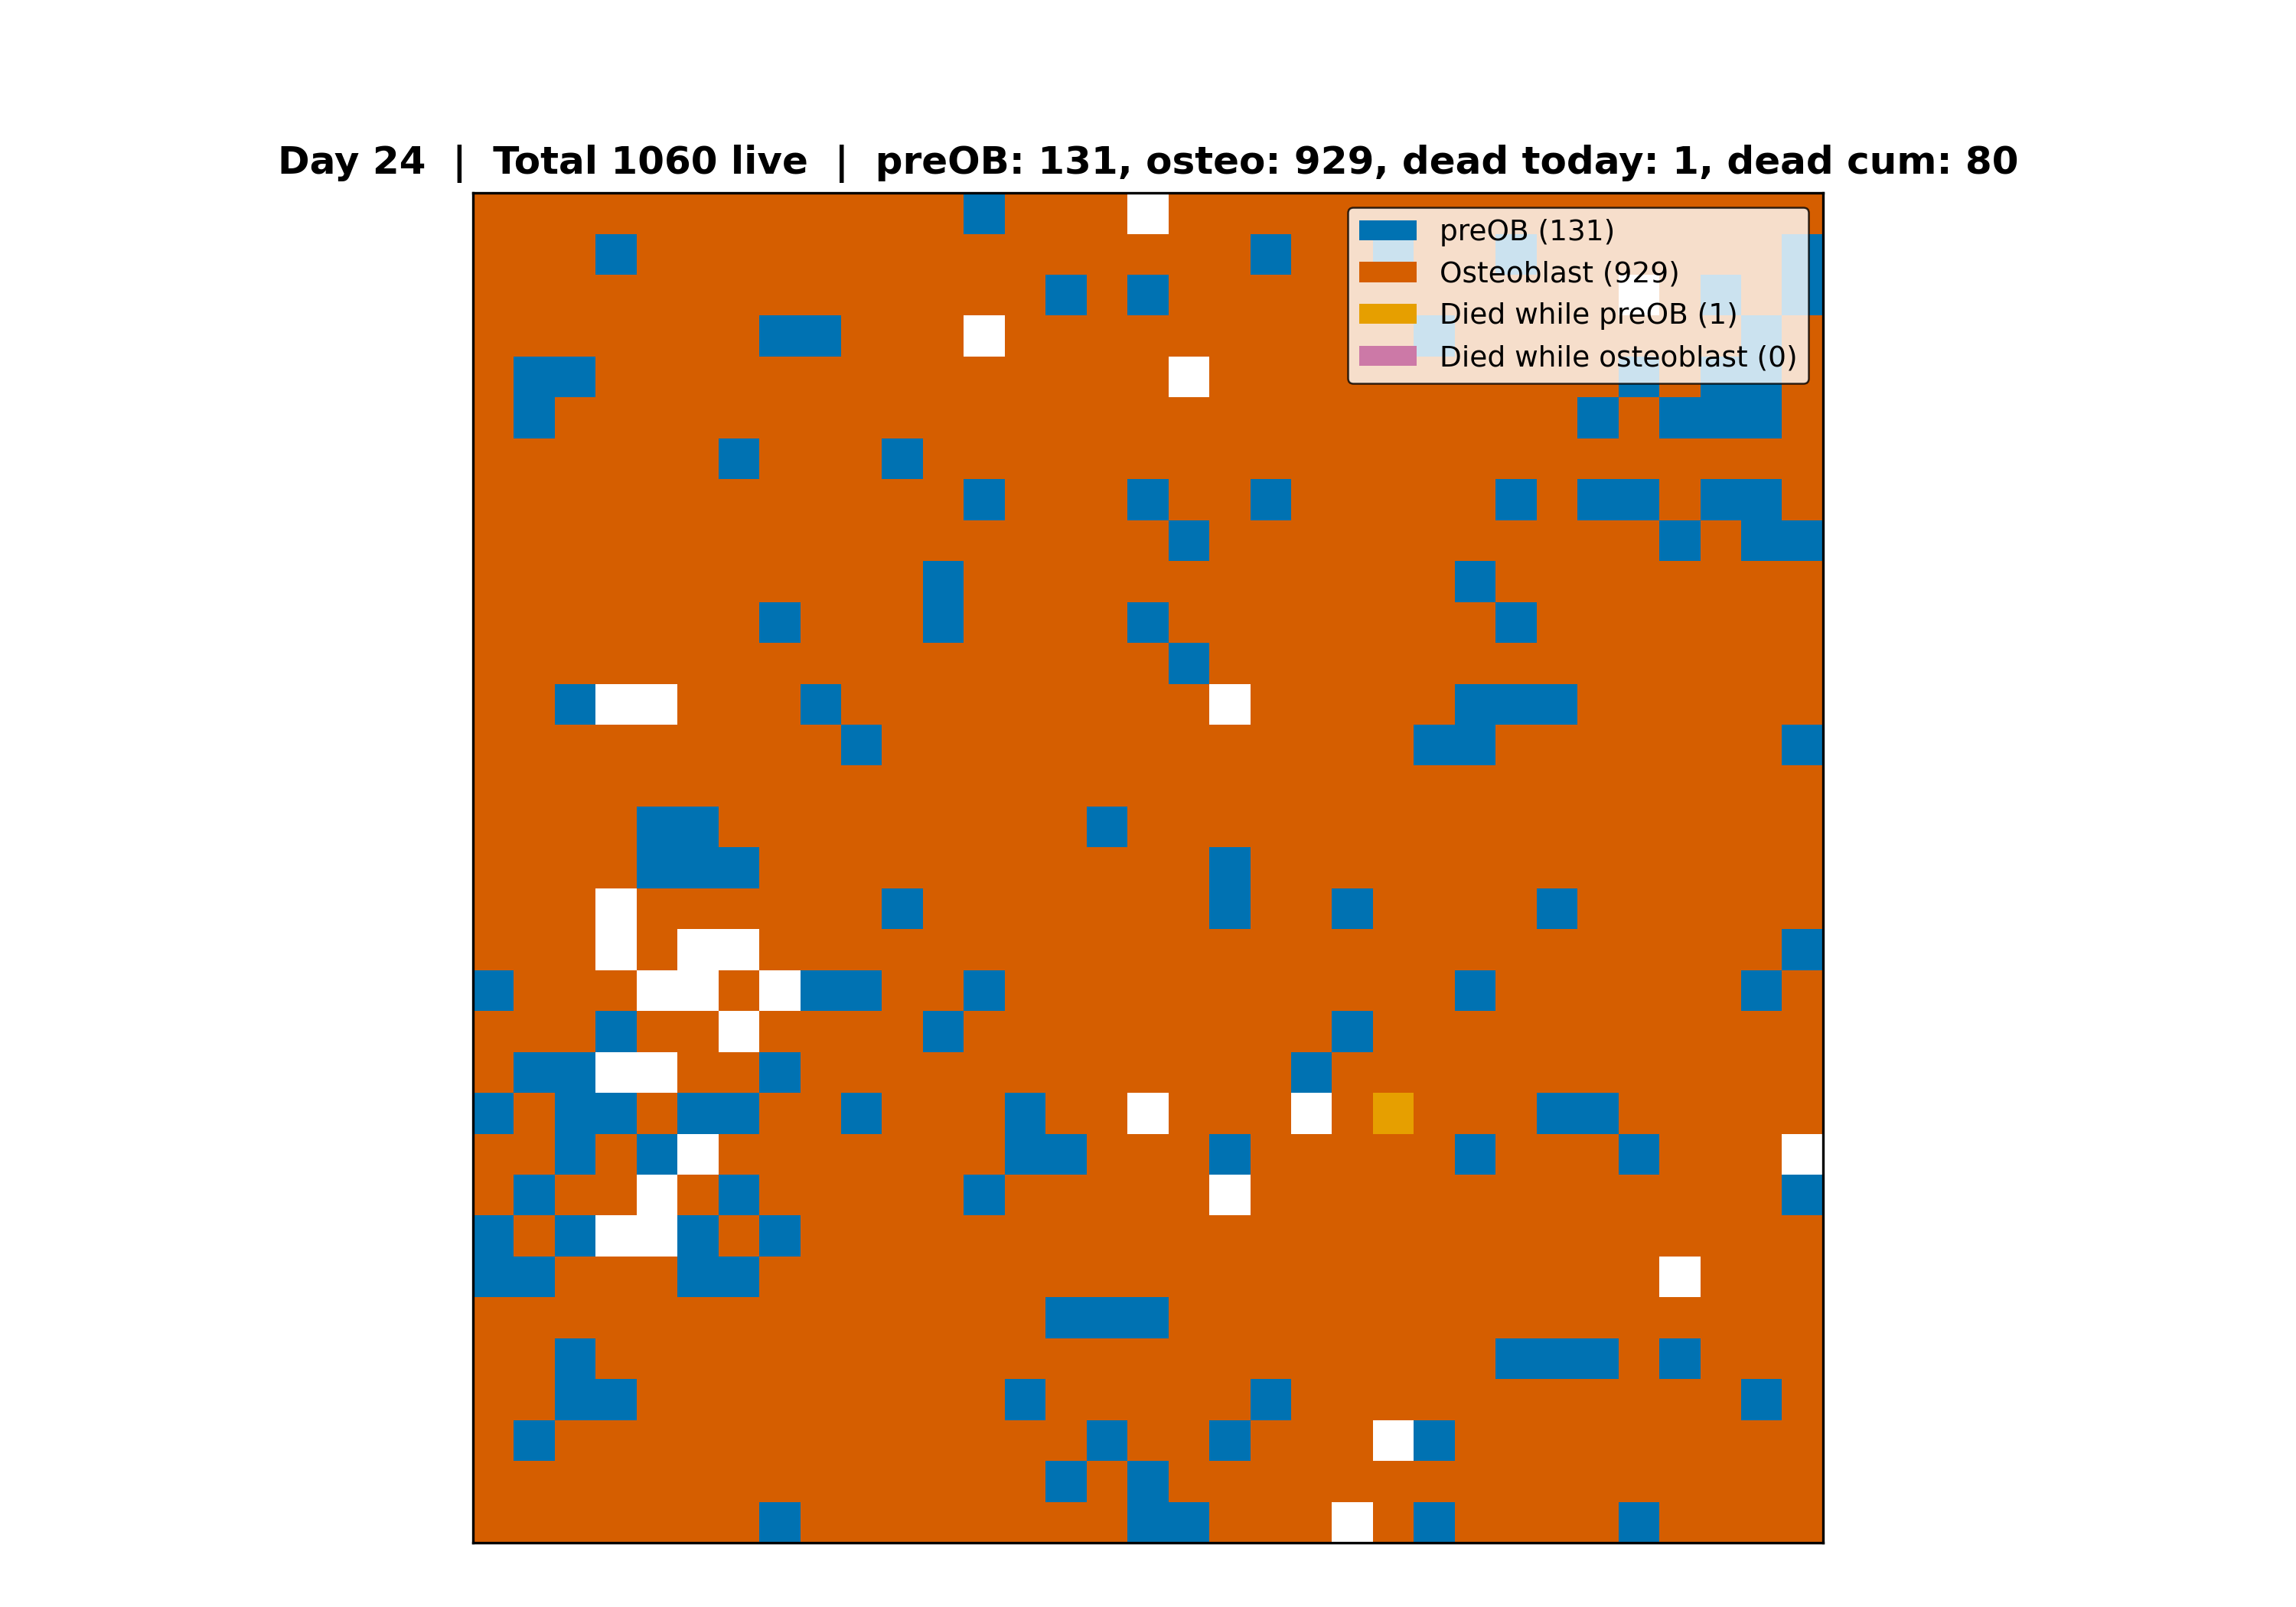 Day 24 | Total 1060 live | preOB: 131, osteo: 929, dead today: 1, dead cum: 80
preOB (131)
Osteoblast (929)
Died while preOB (1)
Died while osteoblast (0)